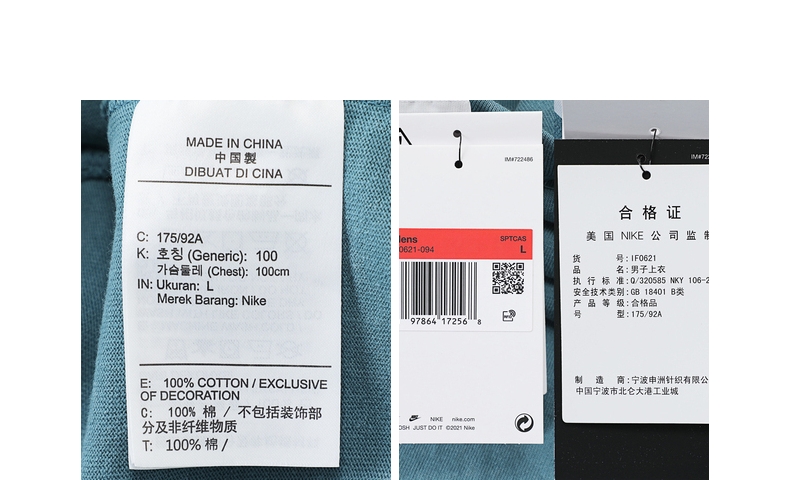 MADE IN CHINA
中国製
DIBUAT DI CINA
C: 175/92A
K: 호칭 (Generic): 100
가슴둘레 (Chest): 100cm
IN: Ukuran: L
Merek Barang: Nike
E: 100% COTTON / EXCLUSIVE
OF DECORATION
C: 100% 棉 / 不包括装饰部
分及非纤维物质
T: 100% 棉 /
IM#722486
SPTCAS
0621-094 L
97864 17256 8
NIKE nike.com
JUST DO IT ©2021 Nike
IM#722
合格证
美国 NIKE 公司监制
货 号: IF0621
品 名: 男子上衣
执行标准: Q/320585 NKY 106-2
安全技术类别: GB 18401 B类
产品等级: 合格品
号 型: 175/92A
制造商: 宁波申洲针织有限公
中国宁波市北仑大港工业城